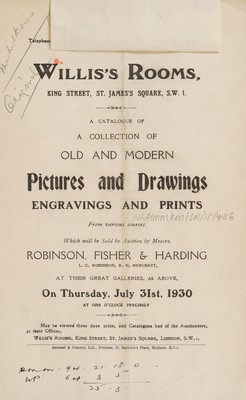 Telephone
Original
WILLIS'S ROOMS,
KING STREET, ST. JAMES'S SQUARE, S.W. 1.
A CATALOGUE OF
A COLLECTION OF
OLD AND MODERN
Pictures and Drawings
ENGRAVINGS AND PRINTS
From various sources.
Which will be Sold by Auction by Messrs.
ROBINSON, FISHER & HARDING
AT THEIR GREAT GALLERIES, AS ABOVE,
On Thursday, July 31st, 1930
AT ONE O'CLOCK PRECISELY
May be viewed three days prior, and Catalogues had of the Auctioneers,
at their Offices,
WILLIS'S ROOMS, KING STREET, ST. JAMES'S SQUARE, LONDON, S.W. 1.